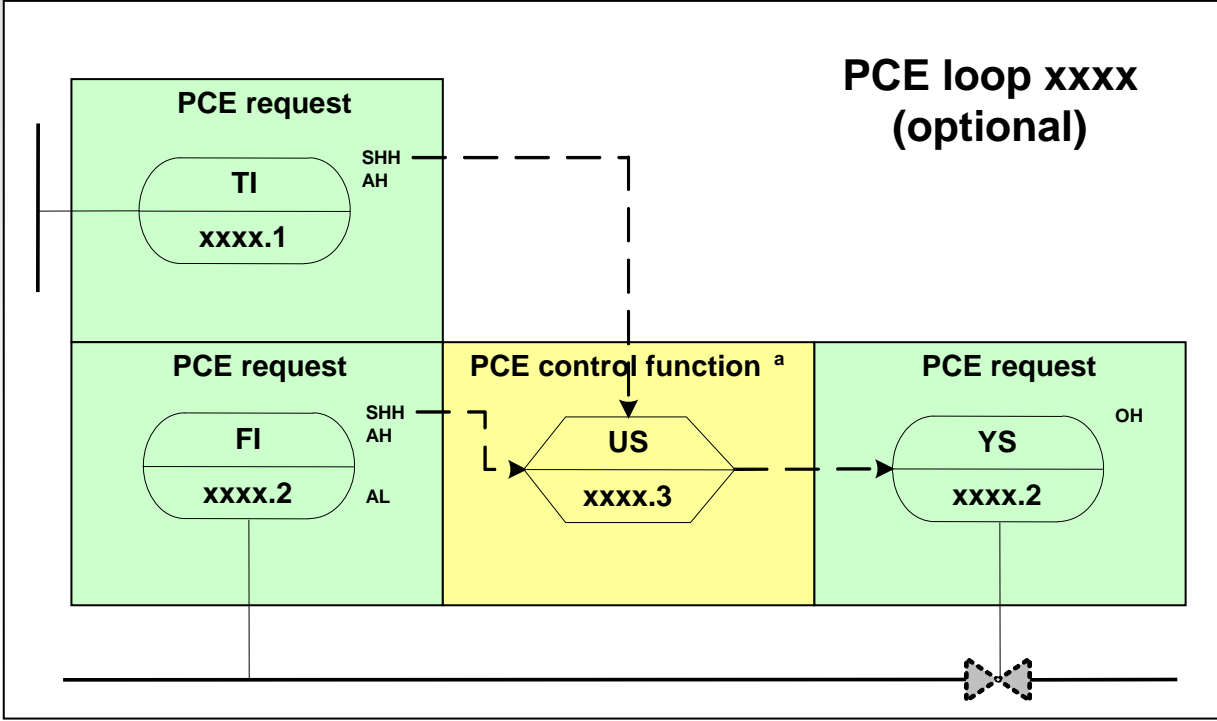 PCE loop xxxx
(optional)
PCE request
TI
xxxx.1
SHH
AH
PCE request
FI
xxxx.2
SHH
AH
AL
PCE control function a
US
xxxx.3
PCE request
YS
xxxx.2
OH